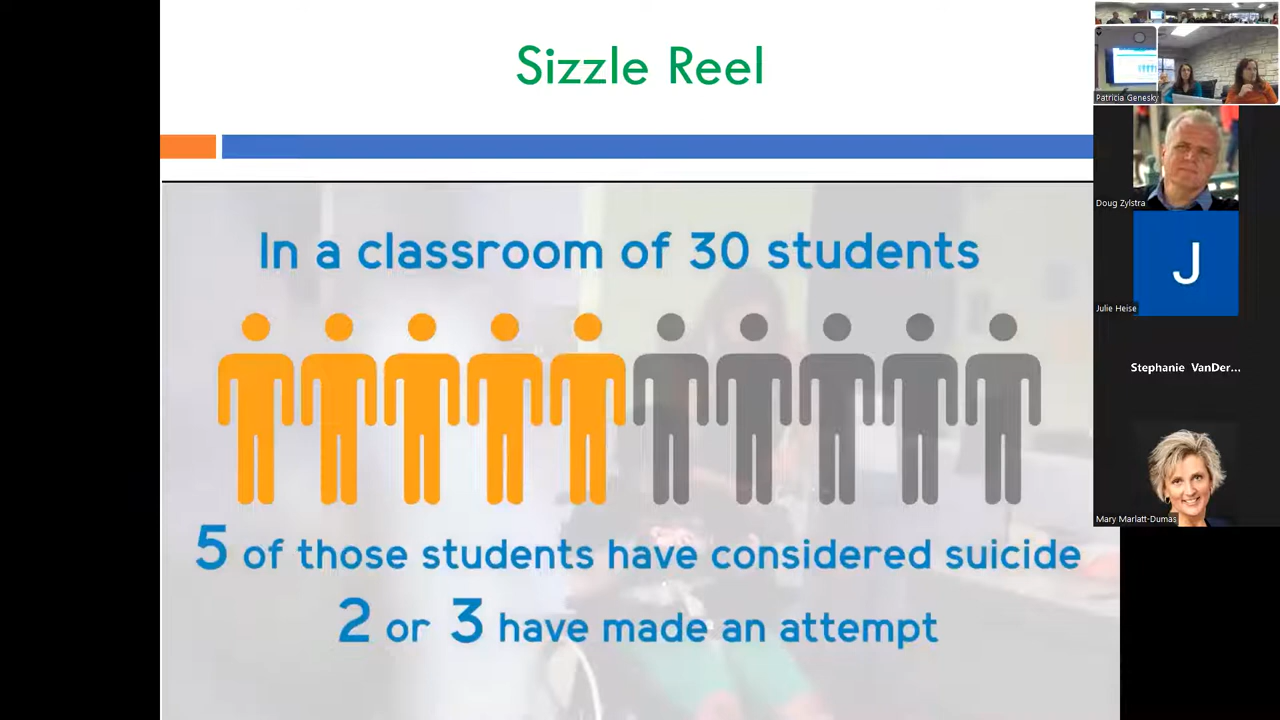 Sizzle Reel
In a classroom of 30 students
5 of those students have considered suicide
2 or 3 have made an attempt
Patricia Genesky
Doug Zylstra
J
Julie Heise
Stephanie VanDer...
Mary Marlatt-Dumas